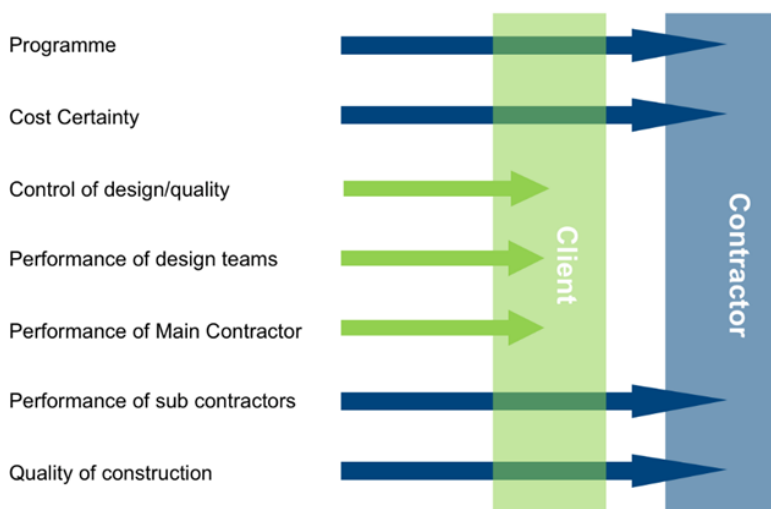 Programme
Cost Certainty
Control of design/quality
Performance of design teams
Performance of Main Contractor
Performance of sub contractors
Quality of construction
Client
Contractor